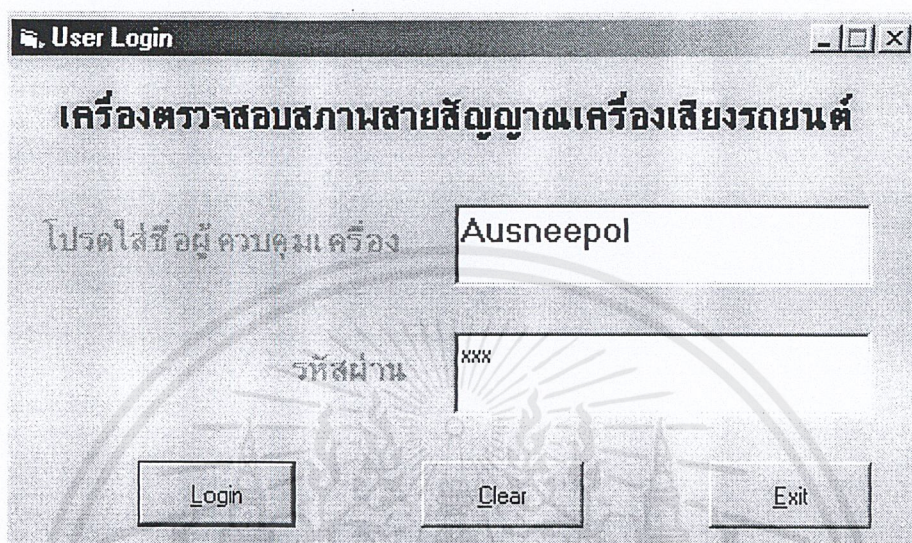 User Login
เครื่องตรวจสอบสภาพสายสัญญาณเครื่องเสียงรถยนต์
โปรดใส่ชื่อผู้ควบคุมเครื่อง Ausneepol
รหัสผ่าน xxx
Login Clear Exit